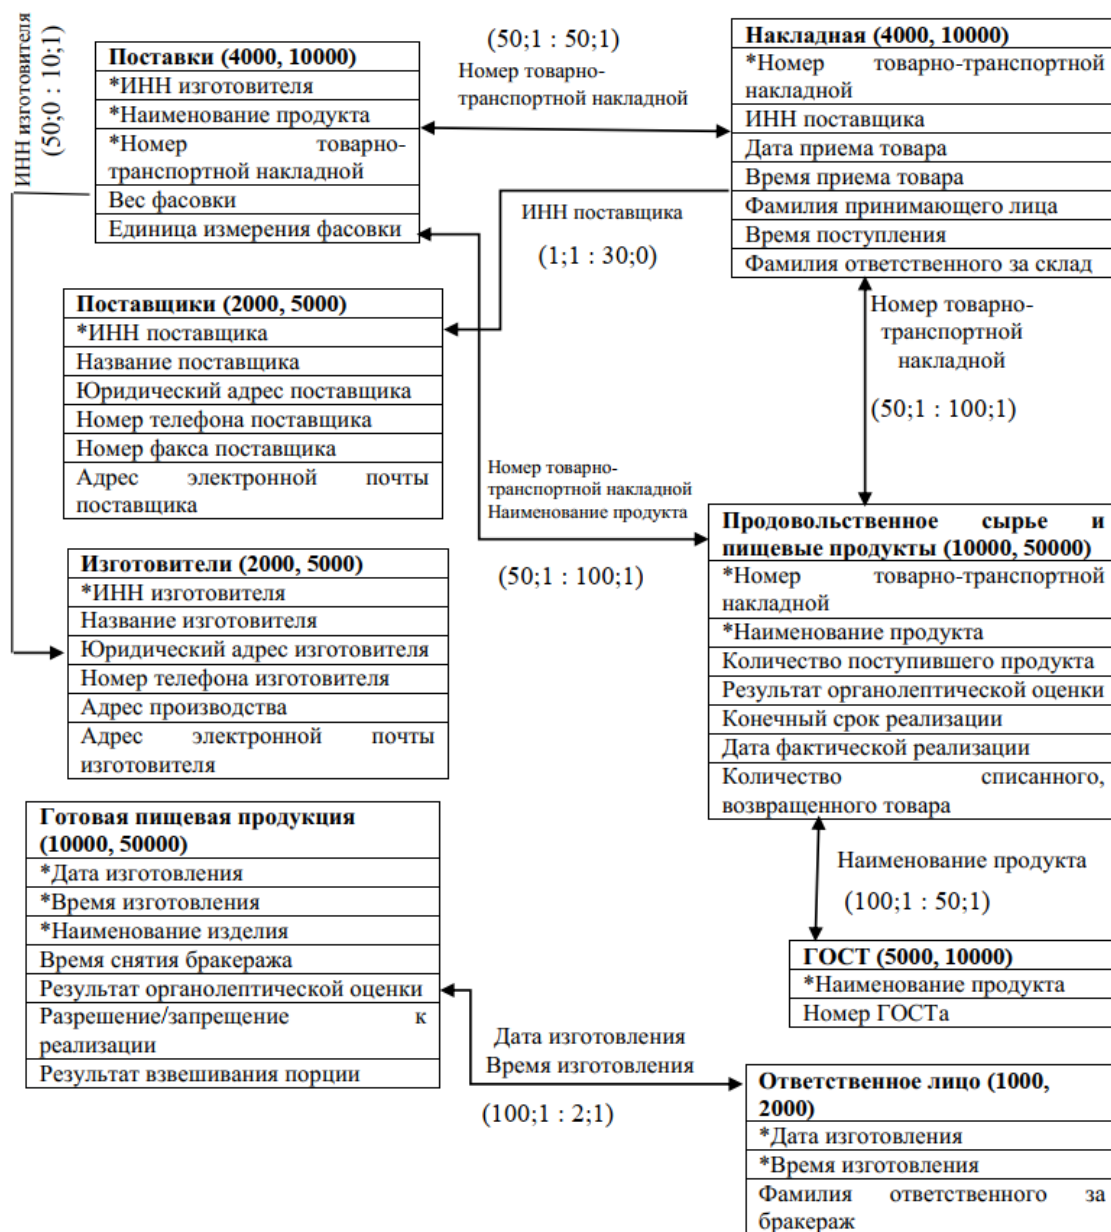 ИНН изготовителя
(50;0 : 10;1)
Поставки (4000, 10000)
*ИНН изготовителя
*Наименование продукта
*Номер товарно-
транспортной накладной
Вес фасовки
Единица измерения фасовки
(50;1 : 50;1)
Номер товарно-
транспортной накладной
Накладная (4000, 10000)
*Номер товарно-транспортной
накладной
ИНН поставщика
Дата приема товара
Время приема товара
Фамилия принимающего лица
Время поступления
Фамилия ответственного за склад
ИНН поставщика
(1;1 : 30;0)
Поставщики (2000, 5000)
*ИНН поставщика
Название поставщика
Юридический адрес поставщика
Номер телефона поставщика
Номер факса поставщика
Адрес электронной почты
поставщика
Номер товарно-
транспортной
накладной
(50;1 : 100;1)
Номер товарно-
транспортной накладной
Наименование продукта
(50;1 : 100;1)
Изготовители (2000, 5000)
*ИНН изготовителя
Название изготовителя
Юридический адрес изготовителя
Номер телефона изготовителя
Адрес производства
Адрес электронной почты
изготовителя
Продовольственное сырье и
пищевые продукты (10000, 50000)
*Номер товарно-транспортной
накладной
*Наименование продукта
Количество поступившего продукта
Результат органолептической оценки
Конечный срок реализации
Дата фактической реализации
Количество списанного,
возвращенного товара
Готовая пищевая продукция
(10000, 50000)
*Дата изготовления
*Время изготовления
*Наименование изделия
Время снятия бракеража
Результат органолептической оценки
Разрешение/запрещение к
реализации
Результат взвешивания порции
Наименование продукта
(100;1 : 50;1)
ГОСТ (5000, 10000)
*Наименование продукта
Номер ГОСТа
Дата изготовления
Время изготовления
(100;1 : 2;1)
Ответственное лицо (1000,
2000)
*Дата изготовления
*Время изготовления
Фамилия ответственного за
бракераж